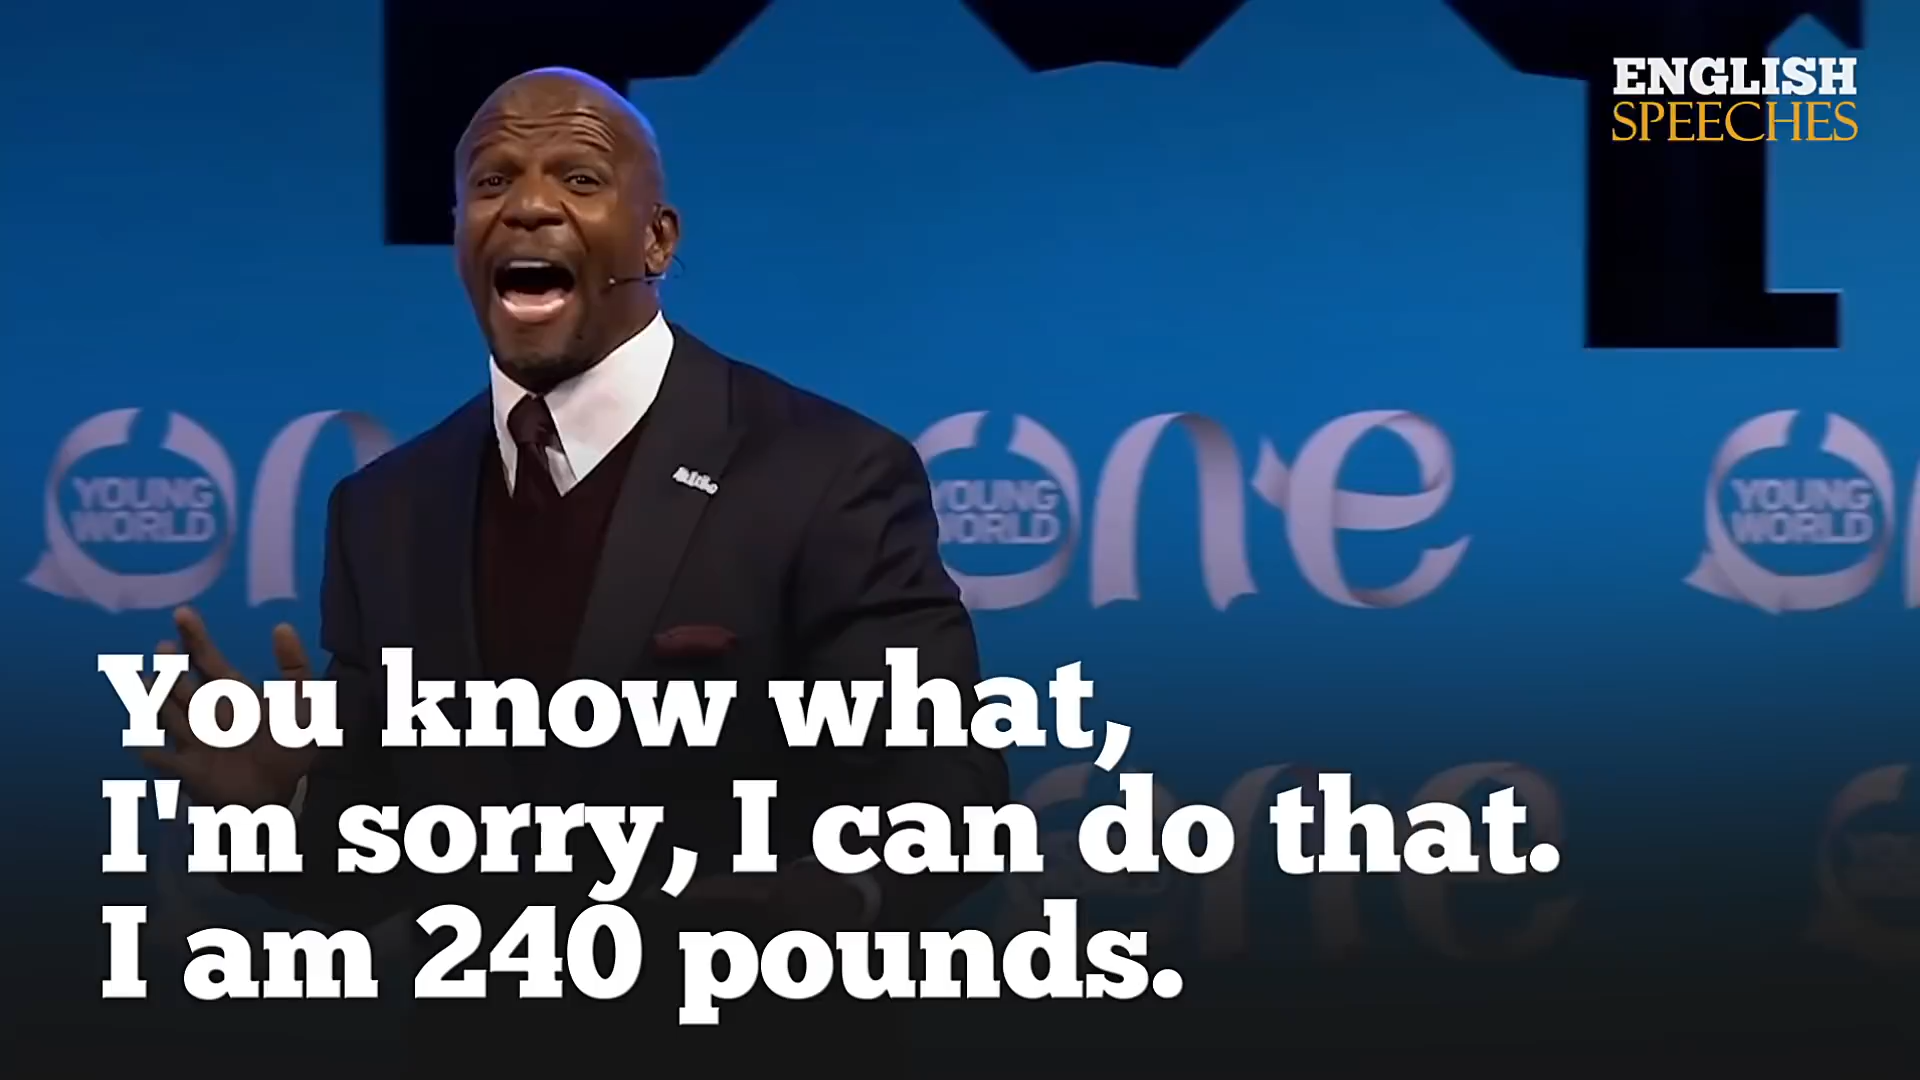 ENGLISH
SPEECHES
YOUNG
WORLD
one
YOUNG
WORLD
YOUNG
WORLD
You know what,
I'm sorry, I can do that.
I am 240 pounds.